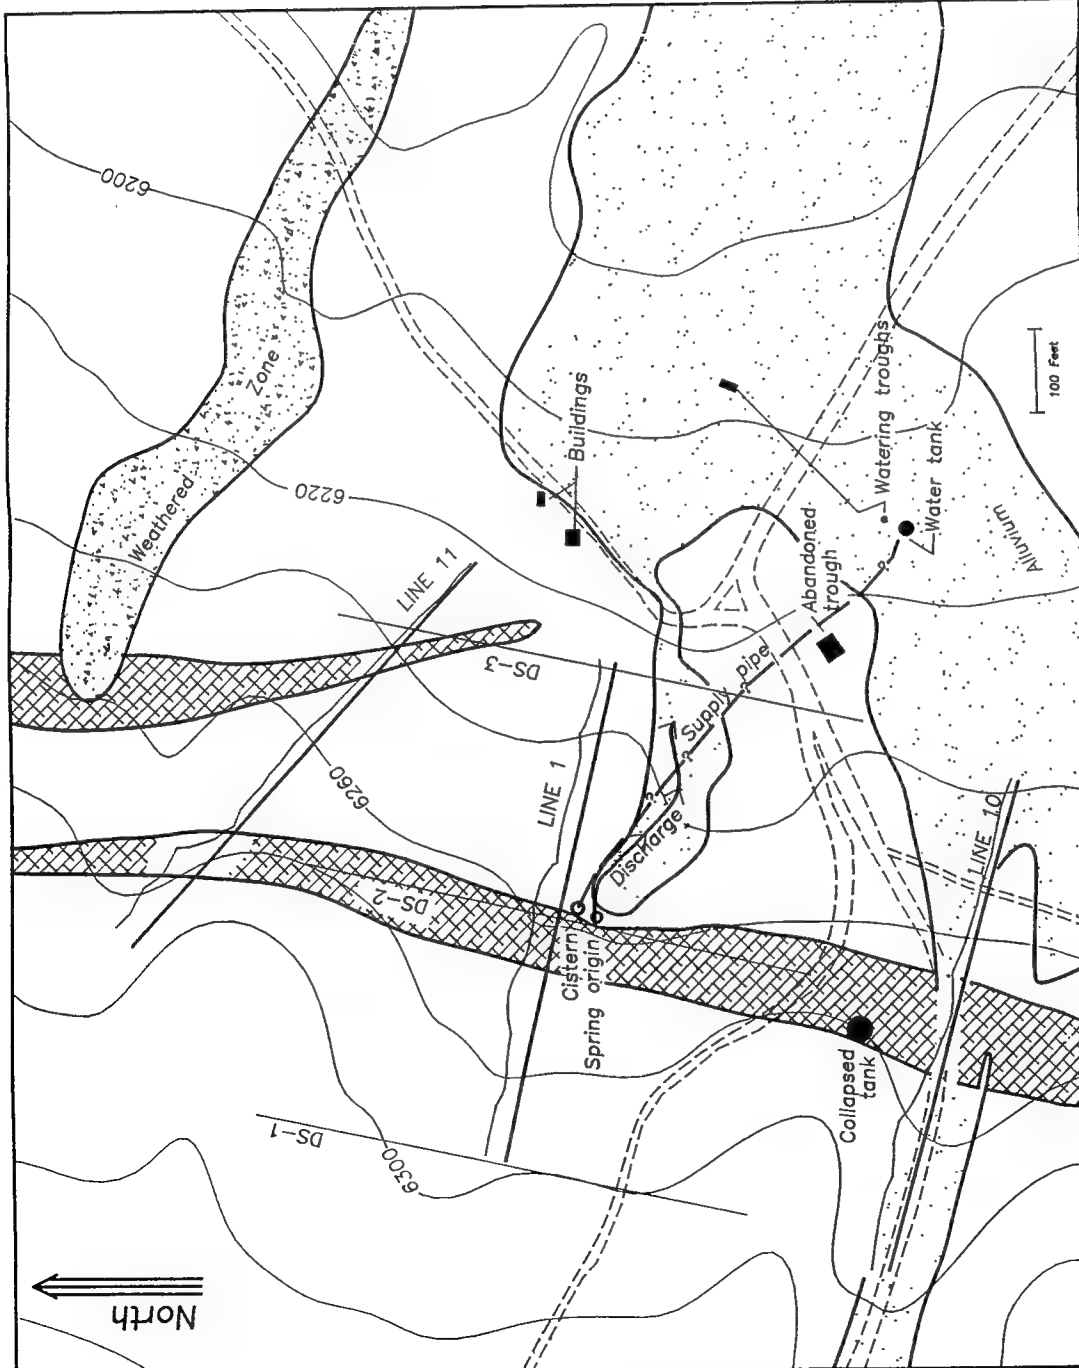 6200
Weathered
Zone
6220
Buildings
LINE 11
DS-3
6260
LINE 1
Supply pipe
?
?
?
?
Discharge
DS-2
Cistern
Spring origin
Abandoned
trough
Watering troughs
Water tank
100 Feet
Alluvium
LINE 10
Collapsed
tank
DS-1
6300
North